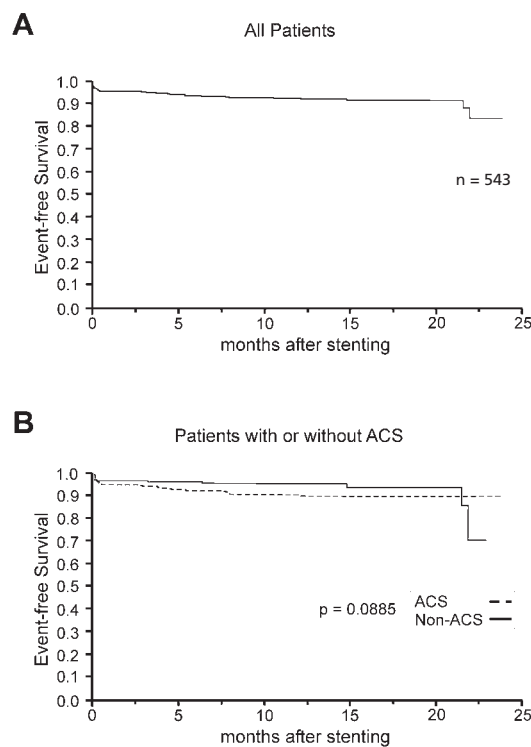 A
All Patients
1.0
0.9
0.8
0.7
0.6
0.5
0.4
0.3
0.2
0.1
0.0
Event-free Survival
n = 543
0 5 10 15 20 25
months after stenting
B
Patients with or without ACS
1.0
0.9
0.8
0.7
0.6
0.5
0.4
0.3
0.2
0.1
0.0
Event-free Survival
p = 0.0885
ACS
Non-ACS
0 5 10 15 20 25
months after stenting